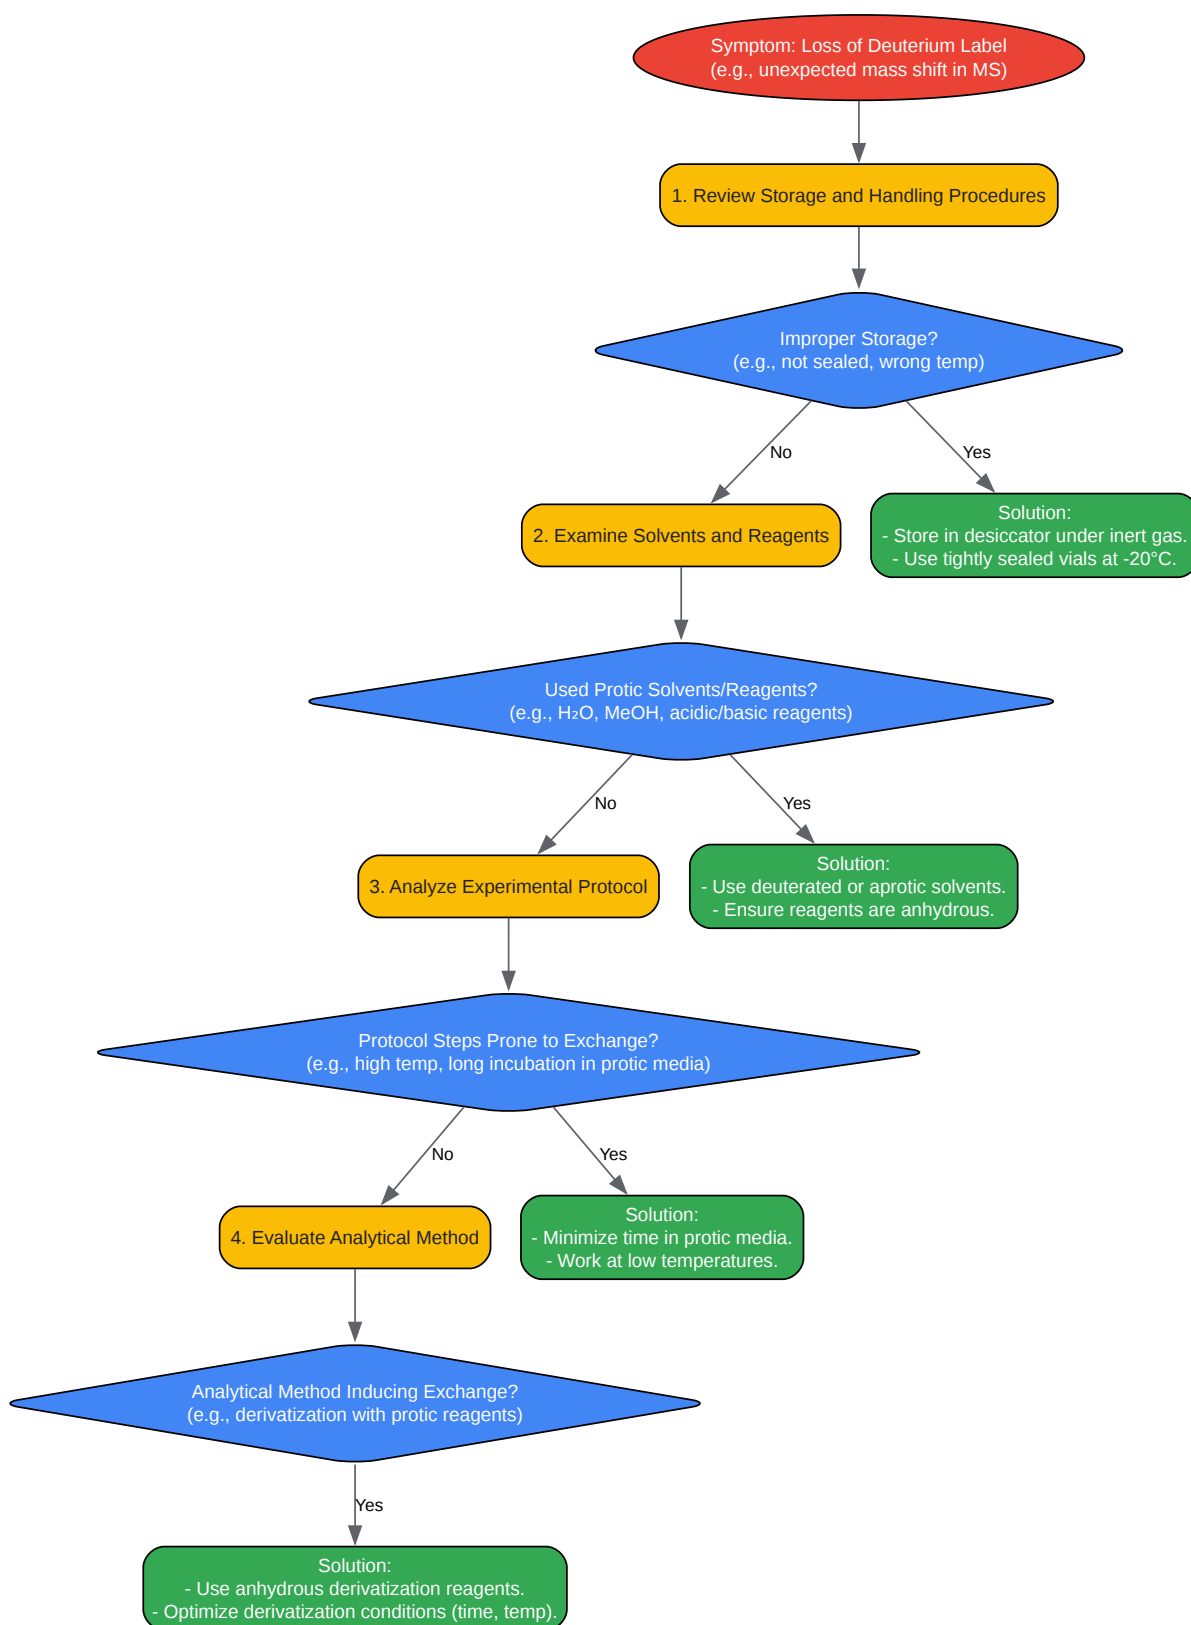 Symptom: Loss of Deuterium Label
(e.g., unexpected mass shift in MS)
1. Review Storage and Handling Procedures
Improper Storage?
(e.g., not sealed, wrong temp)
No
Yes
2. Examine Solvents and Reagents
Solution:
- Store in desiccator under inert gas.
- Use tightly sealed vials at -20°C.
Used Protic Solvents/Reagents?
(e.g., H₂O, MeOH, acidic/basic reagents)
No
Yes
3. Analyze Experimental Protocol
Solution:
- Use deuterated or aprotic solvents.
- Ensure reagents are anhydrous.
Protocol Steps Prone to Exchange?
(e.g., high temp, long incubation in protic media)
No
Yes
4. Evaluate Analytical Method
Solution:
- Minimize time in protic media.
- Work at low temperatures.
Analytical Method Inducing Exchange?
(e.g., derivatization with protic reagents)
Yes
Solution:
- Use anhydrous derivatization reagents.
- Optimize derivatization conditions (time, temp).